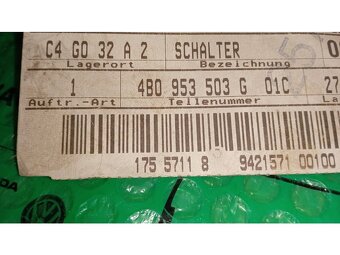 C4 GO 32 A 2 SCHALTER
Lagerort Bezeichnung
1 4B0 953 503 G 01C 27
Auftr.-Art Teilenummer La
175 5711 8 9421571 00100